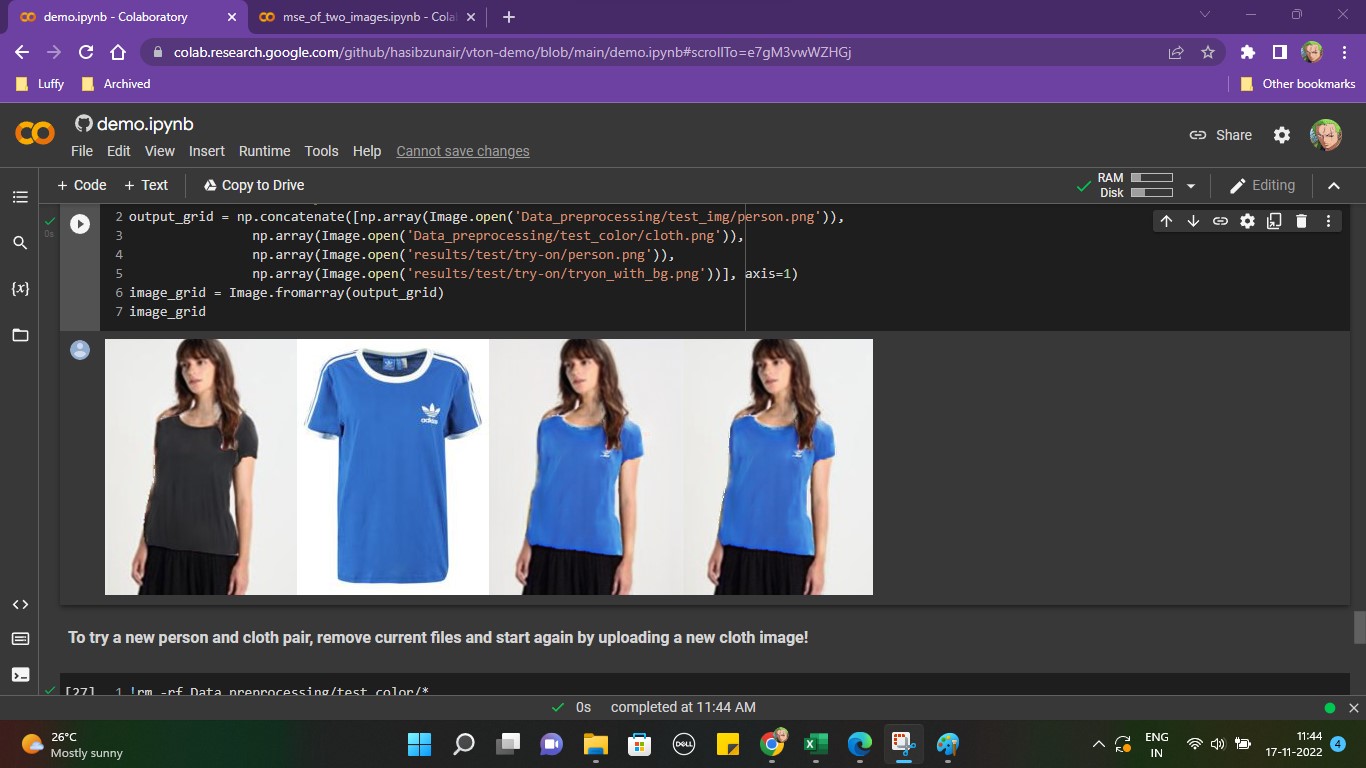 demo.ipynb - Colaboratory
mse_of_two_images.ipynb - Cola
colab.research.google.com/github/hasibzunair/vton-demo/blob/main/demo.ipynb#scrollTo=e7gM3vwWZHGj
Luffy
Archived
Other bookmarks
demo.ipynb
File Edit View Insert Runtime Tools Help Cannot save changes
Share
+ Code + Text Copy to Drive
RAM
Disk
Editing
0s
2 output_grid = np.concatenate([np.array(Image.open('Data_preprocessing/test_img/person.png')),
3 np.array(Image.open('Data_preprocessing/test_color/cloth.png')),
4 np.array(Image.open('results/test/try-on/person.png')),
5 np.array(Image.open('results/test/try-on/tryon_with_bg.png'))], axis=1)
6 image_grid = Image.fromarray(output_grid)
7 image_grid
{x}
adidas
To try a new person and cloth pair, remove current files and start again by uploading a new cloth image!
[27] 1 !rm -rf Data_preprocessing/test_color/*
0s completed at 11:44 AM
26°C
Mostly sunny
DELL
ENG
IN
11:44
17-11-2022
4